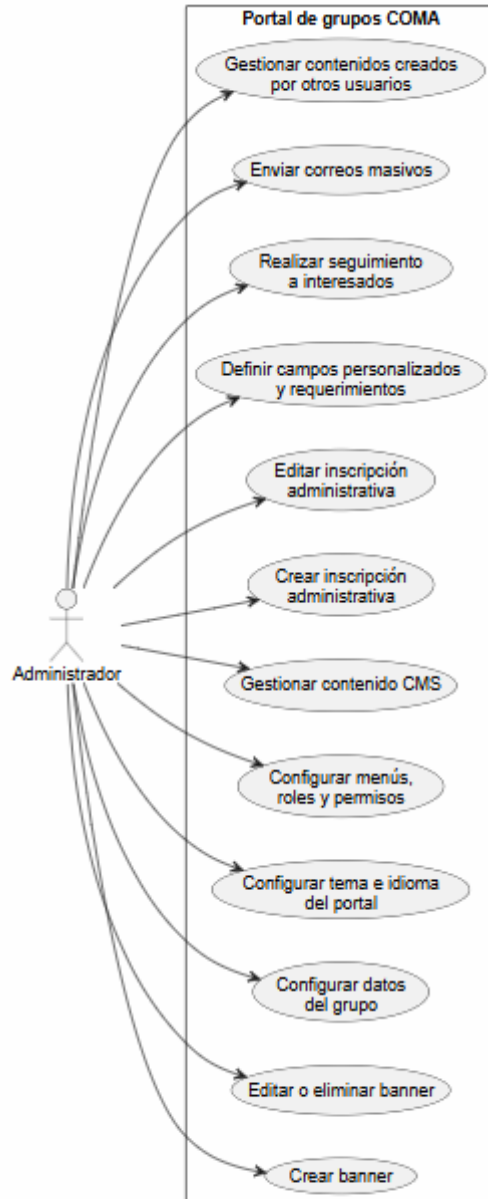 Portal de grupos COMA
Gestionar contenidos creados
por otros usuarios
Enviar correos masivos
Realizar seguimiento
a interesados
Definir campos personalizados
y requerimientos
Editar inscripción
administrativa
Crear inscripción
administrativa
Administrador
Gestionar contenido CMS
Configurar menús,
roles y permisos
Configurar tema e idioma
del portal
Configurar datos
del grupo
Editar o eliminar banner
Crear banner